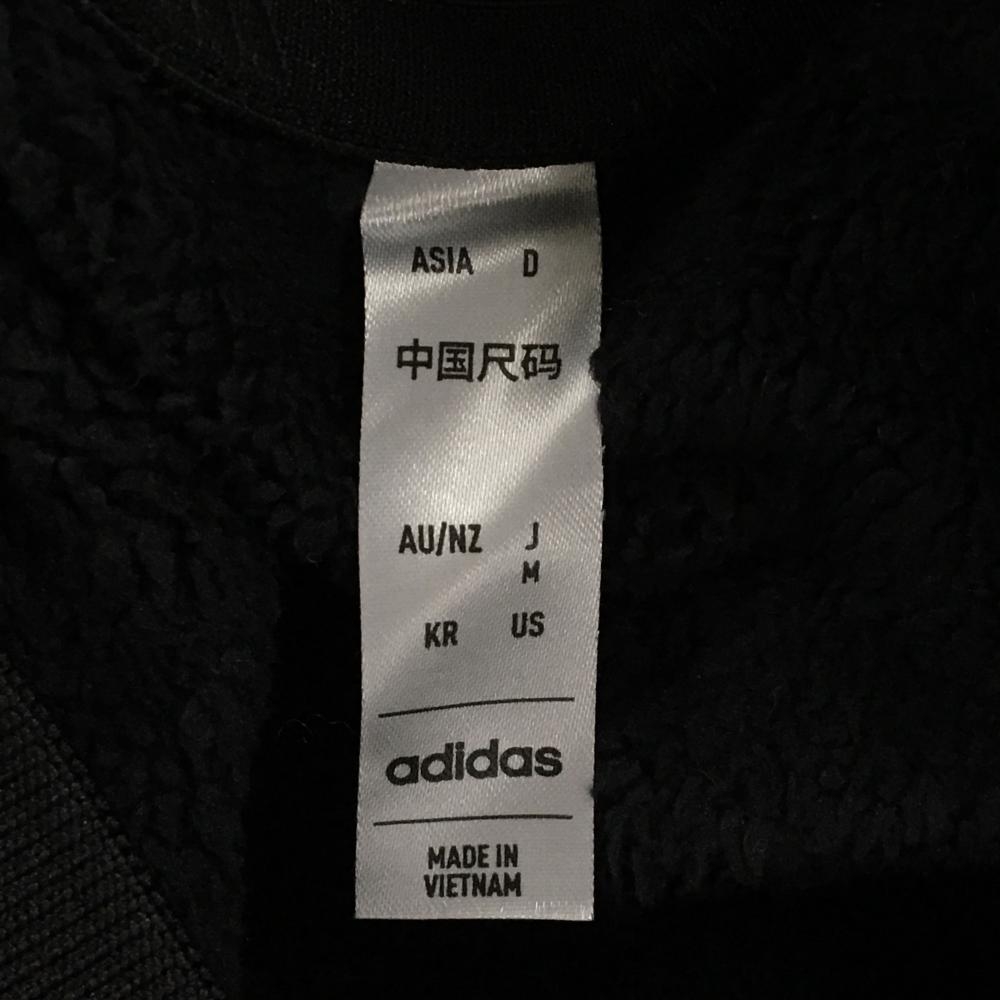 ASIA D
中国尺码
AU/NZ J
M
KR US
adidas
MADE IN
VIETNAM